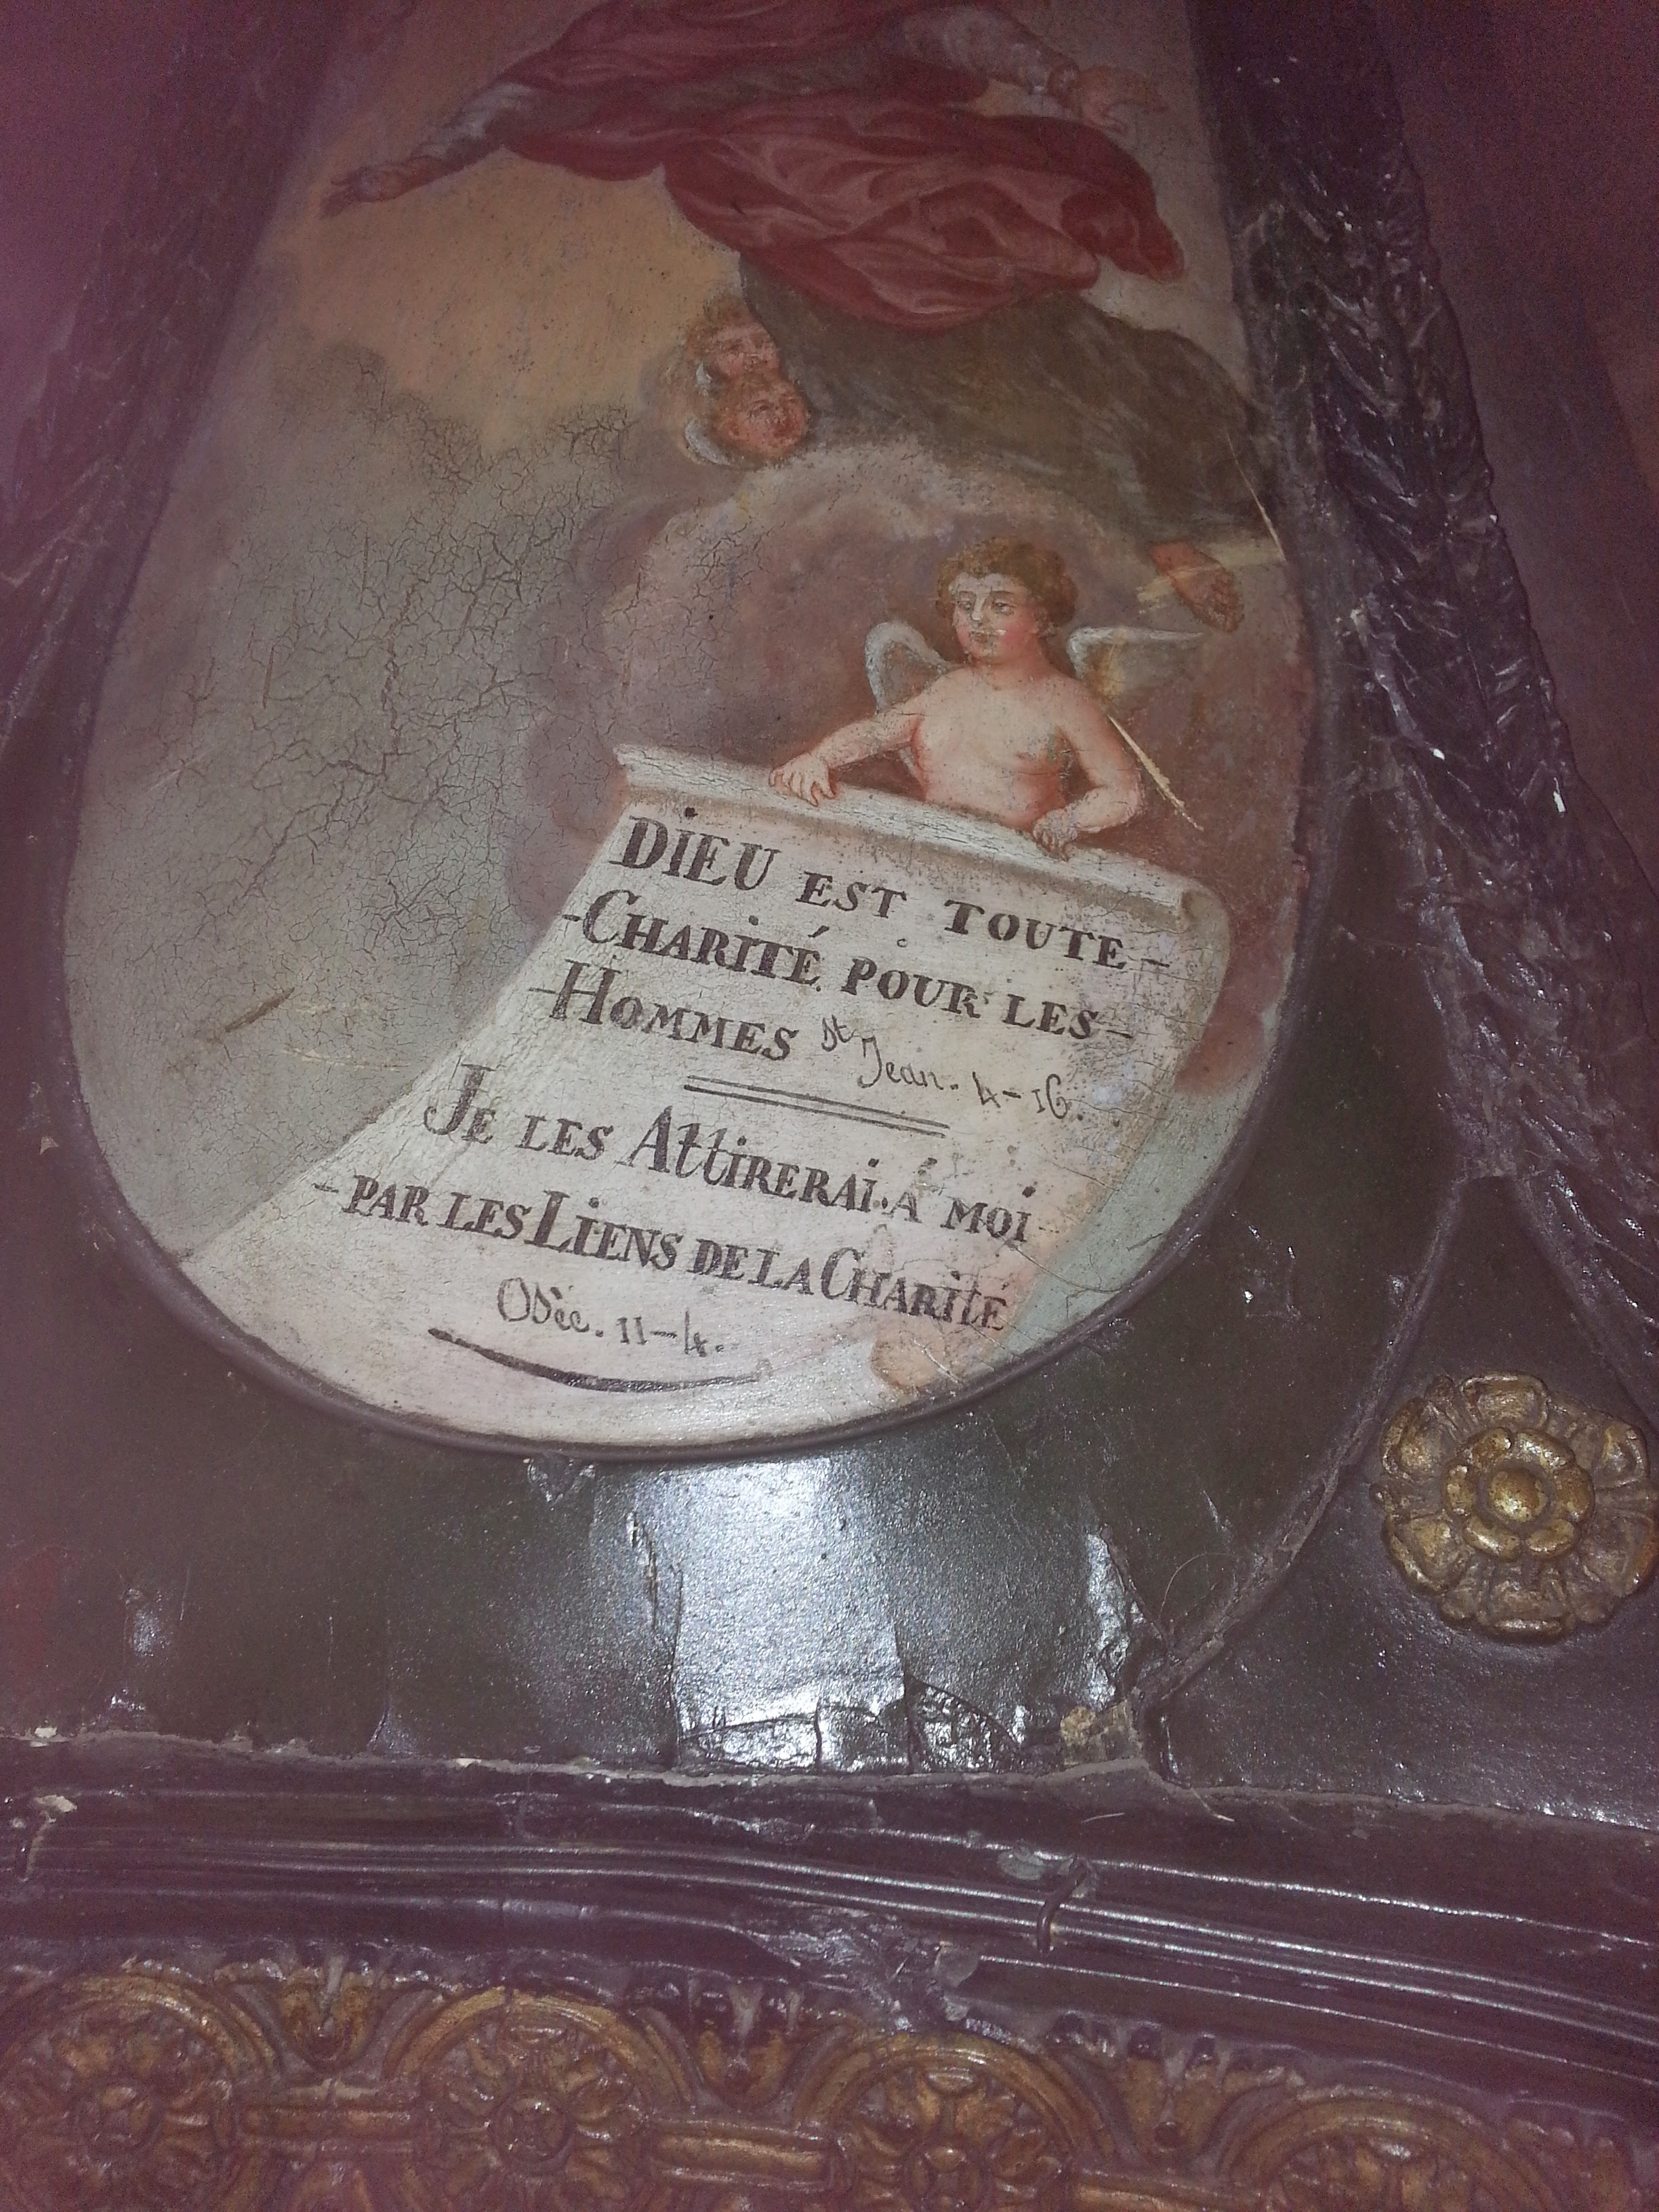 DIEU EST TOUTE-
-CHARITÉ POUR LES-
-HOMMES St Jean. 4-16.
JE LES AttIRERAI. A MOI-
-PAR LES LIENS DE LA CHARITÉ
OSée. 11-4.